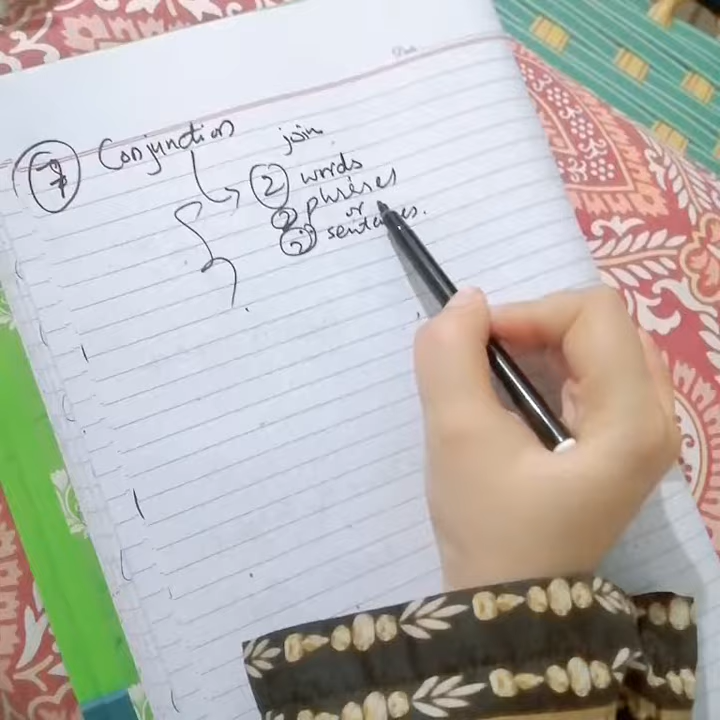 7 Conjunction join
2 words
2 phrases
or
2 sentences.